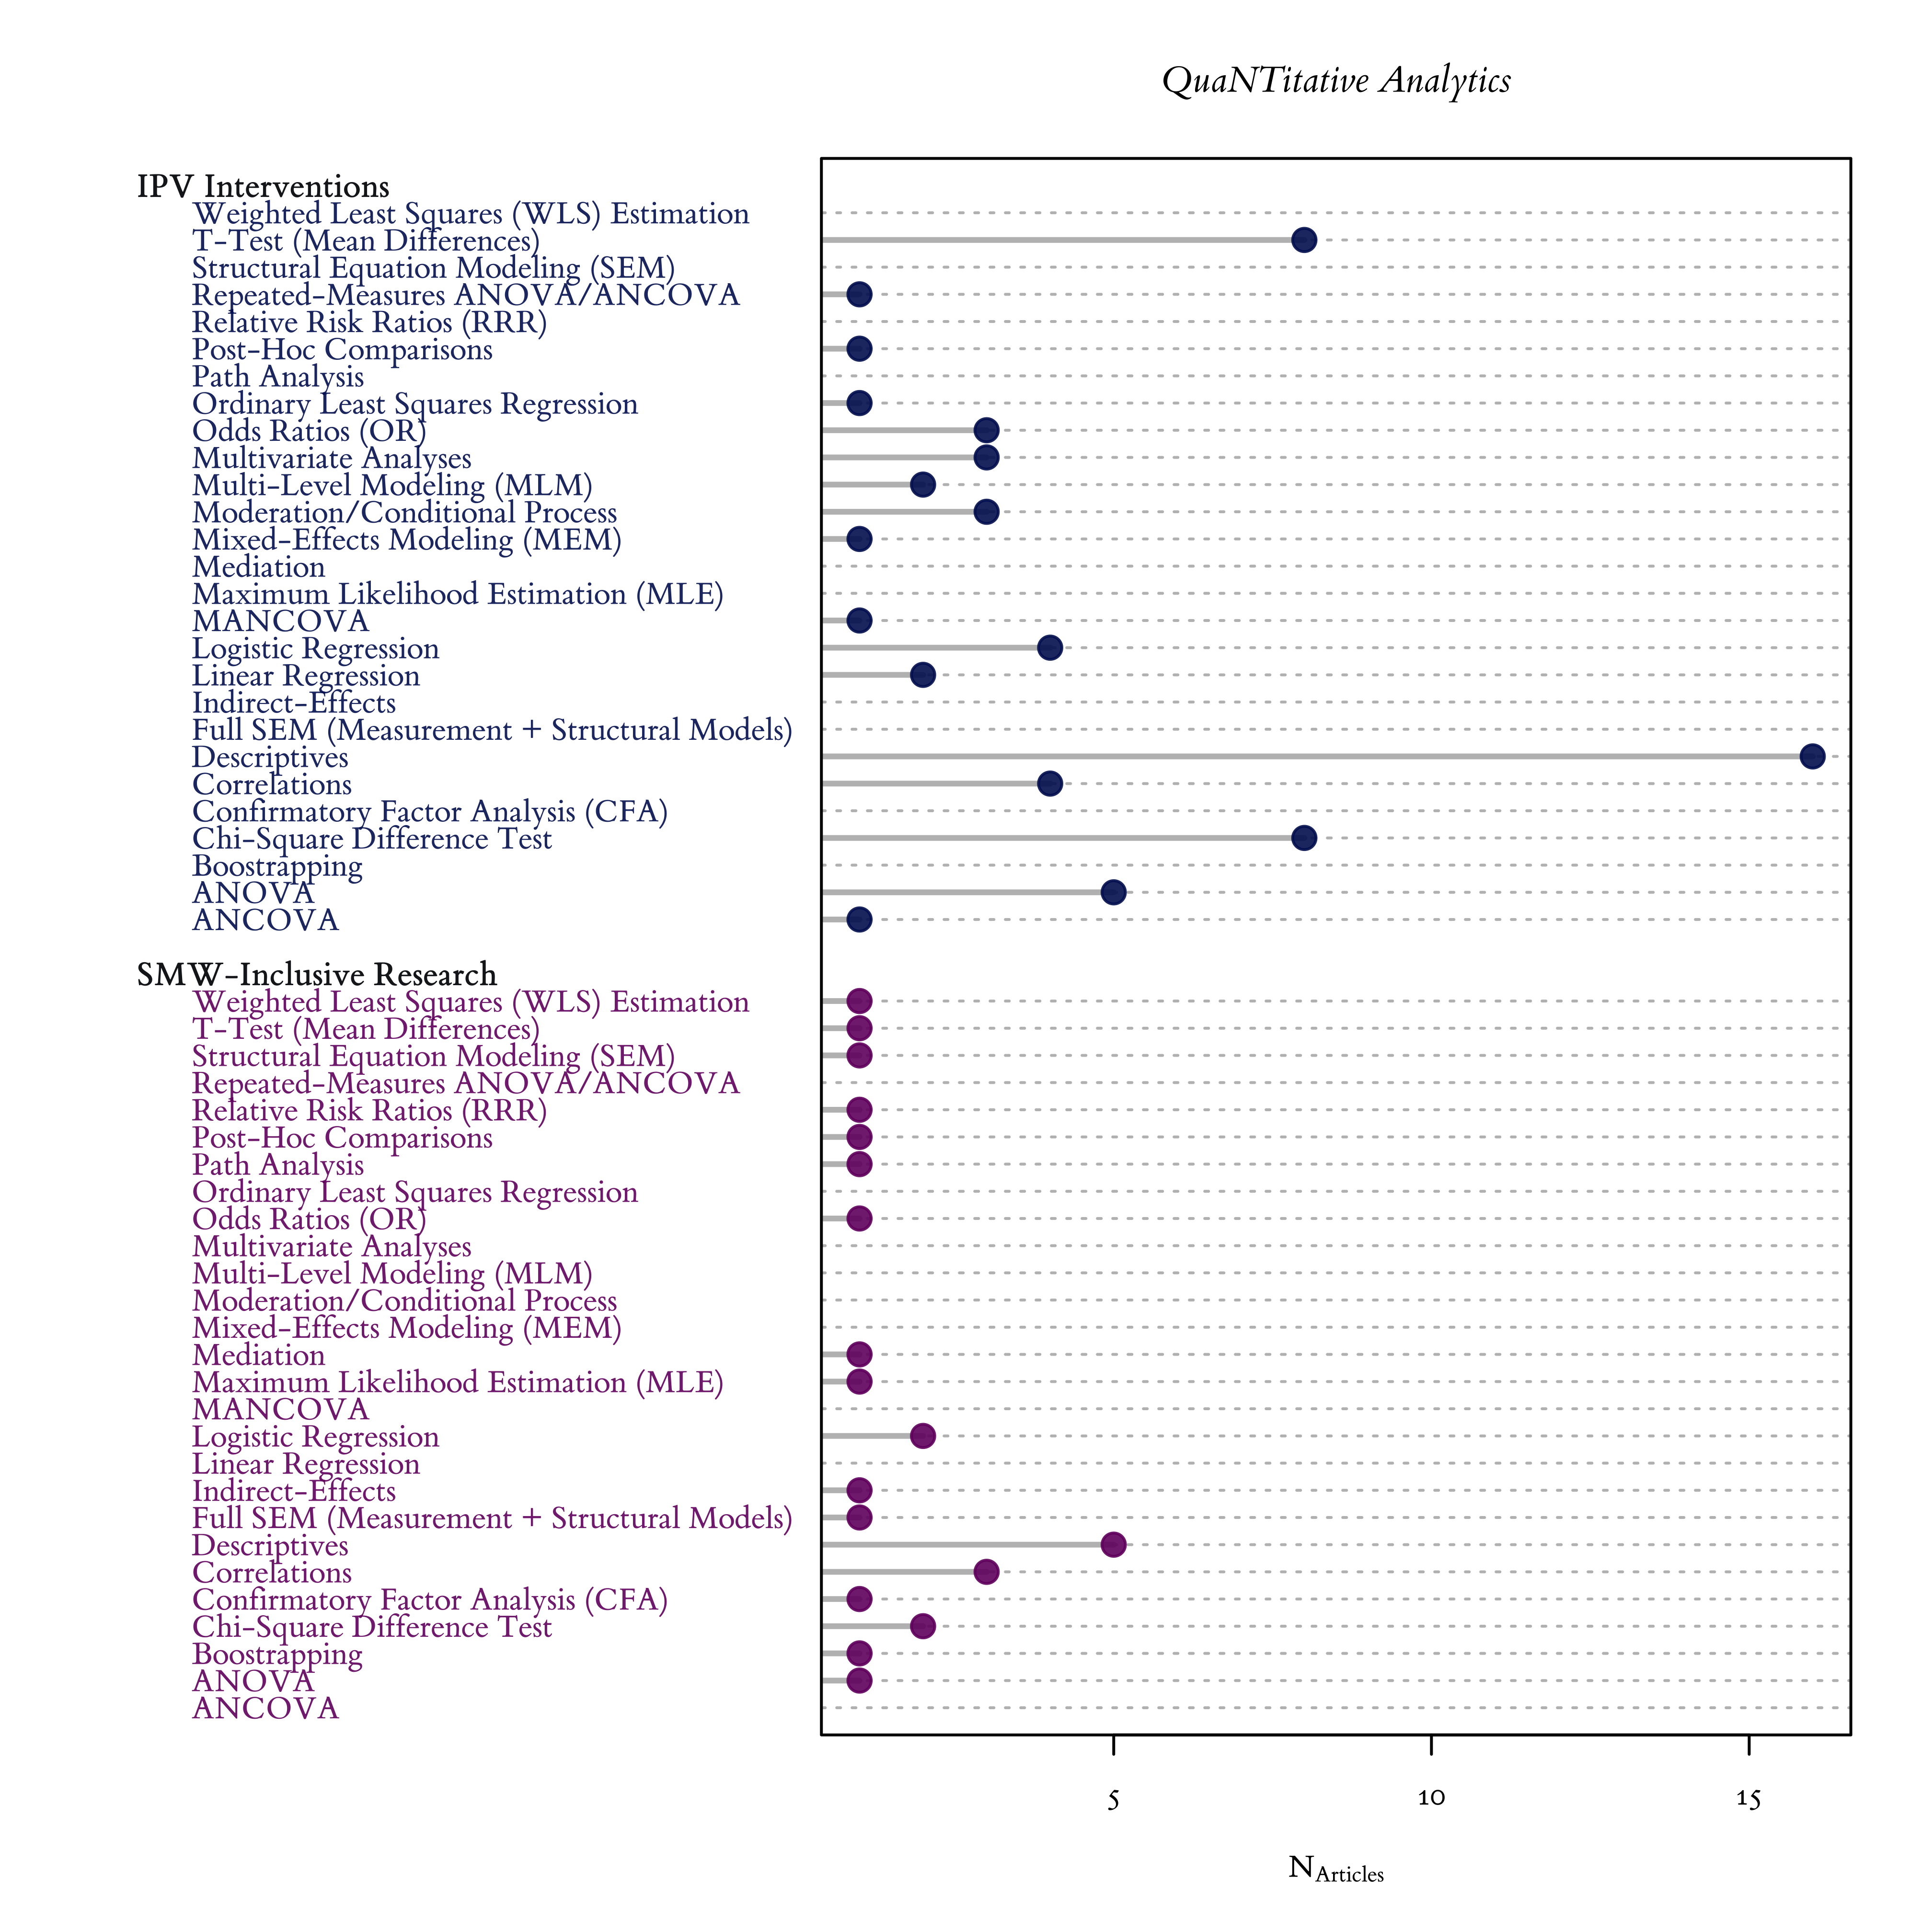 QuaNTitative Analytics
IPV Interventions
Weighted Least Squares (WLS) Estimation
T-Test (Mean Differences)
Structural Equation Modeling (SEM)
Repeated-Measures ANOVA/ANCOVA
Relative Risk Ratios (RRR)
Post-Hoc Comparisons
Path Analysis
Ordinary Least Squares Regression
Odds Ratios (OR)
Multivariate Analyses
Multi-Level Modeling (MLM)
Moderation/Conditional Process
Mixed-Effects Modeling (MEM)
Mediation
Maximum Likelihood Estimation (MLE)
MANCOVA
Logistic Regression
Linear Regression
Indirect-Effects
Full SEM (Measurement + Structural Models)
Descriptives
Correlations
Confirmatory Factor Analysis (CFA)
Chi-Square Difference Test
Boostrapping
ANOVA
ANCOVA
SMW-Inclusive Research
Weighted Least Squares (WLS) Estimation
T-Test (Mean Differences)
Structural Equation Modeling (SEM)
Repeated-Measures ANOVA/ANCOVA
Relative Risk Ratios (RRR)
Post-Hoc Comparisons
Path Analysis
Ordinary Least Squares Regression
Odds Ratios (OR)
Multivariate Analyses
Multi-Level Modeling (MLM)
Moderation/Conditional Process
Mixed-Effects Modeling (MEM)
Mediation
Maximum Likelihood Estimation (MLE)
MANCOVA
Logistic Regression
Linear Regression
Indirect-Effects
Full SEM (Measurement + Structural Models)
Descriptives
Correlations
Confirmatory Factor Analysis (CFA)
Chi-Square Difference Test
Boostrapping
ANOVA
ANCOVA
5 10 15
N Articles